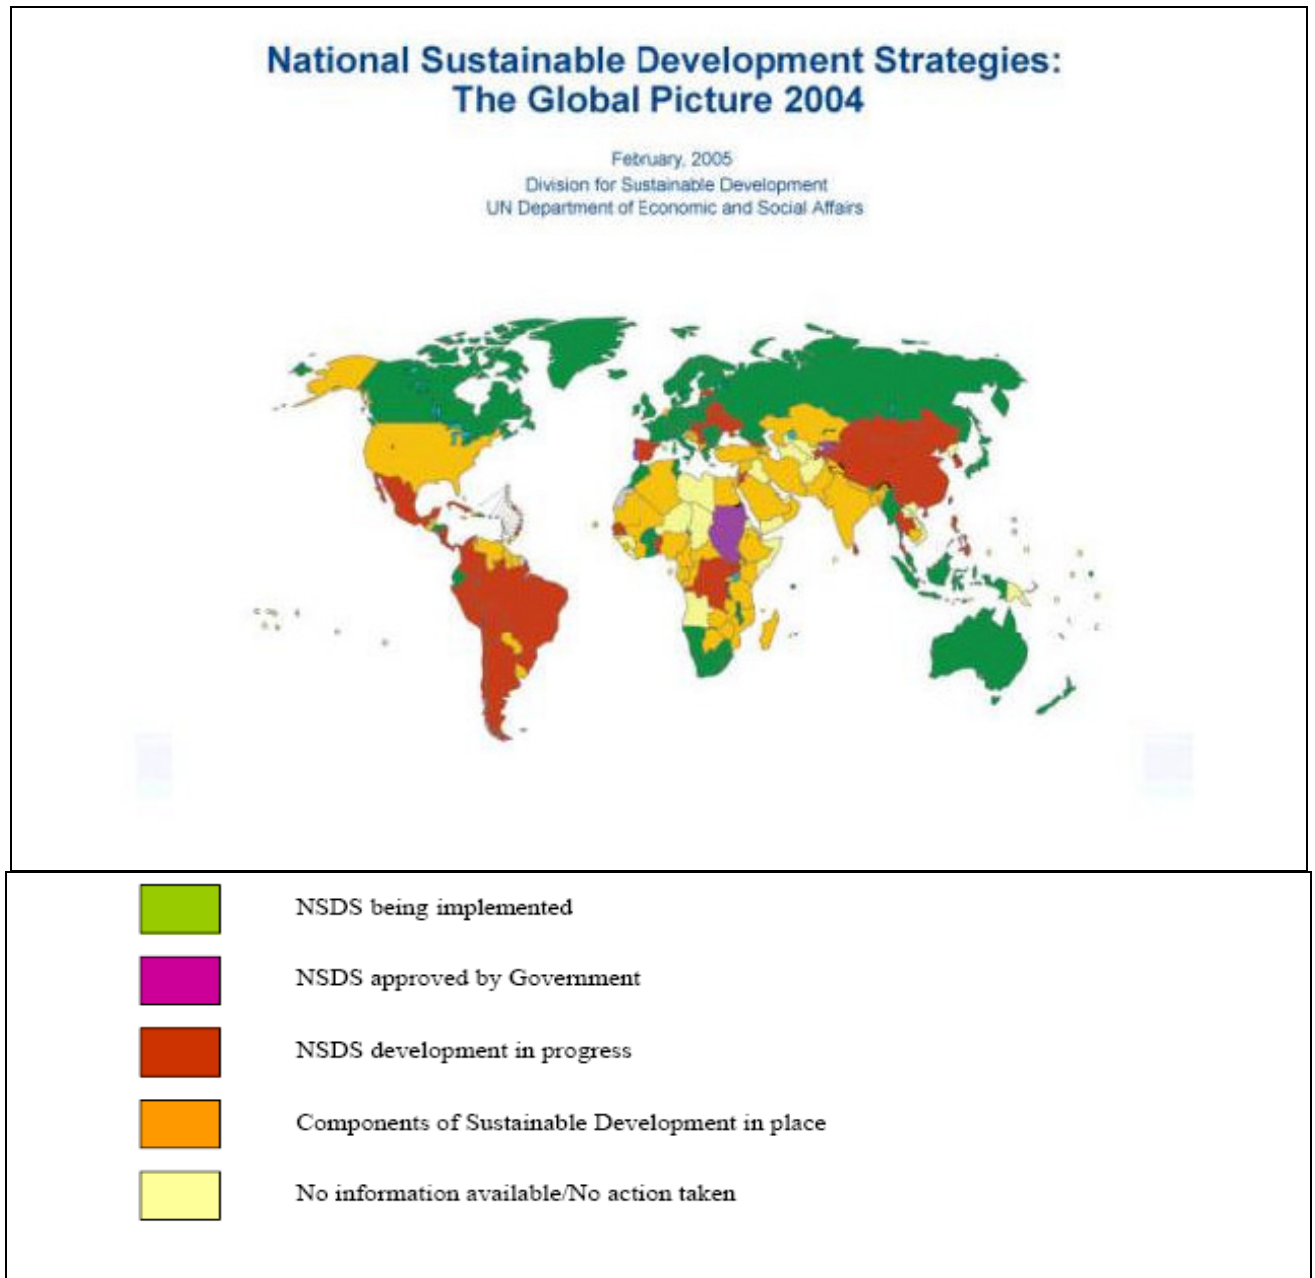 National Sustainable Development Strategies:
The Global Picture 2004
February, 2005
Division for Sustainable Development
UN Department of Economic and Social Affairs
NSDS being implemented
NSDS approved by Government
NSDS development in progress
Components of Sustainable Development in place
No information available/No action taken